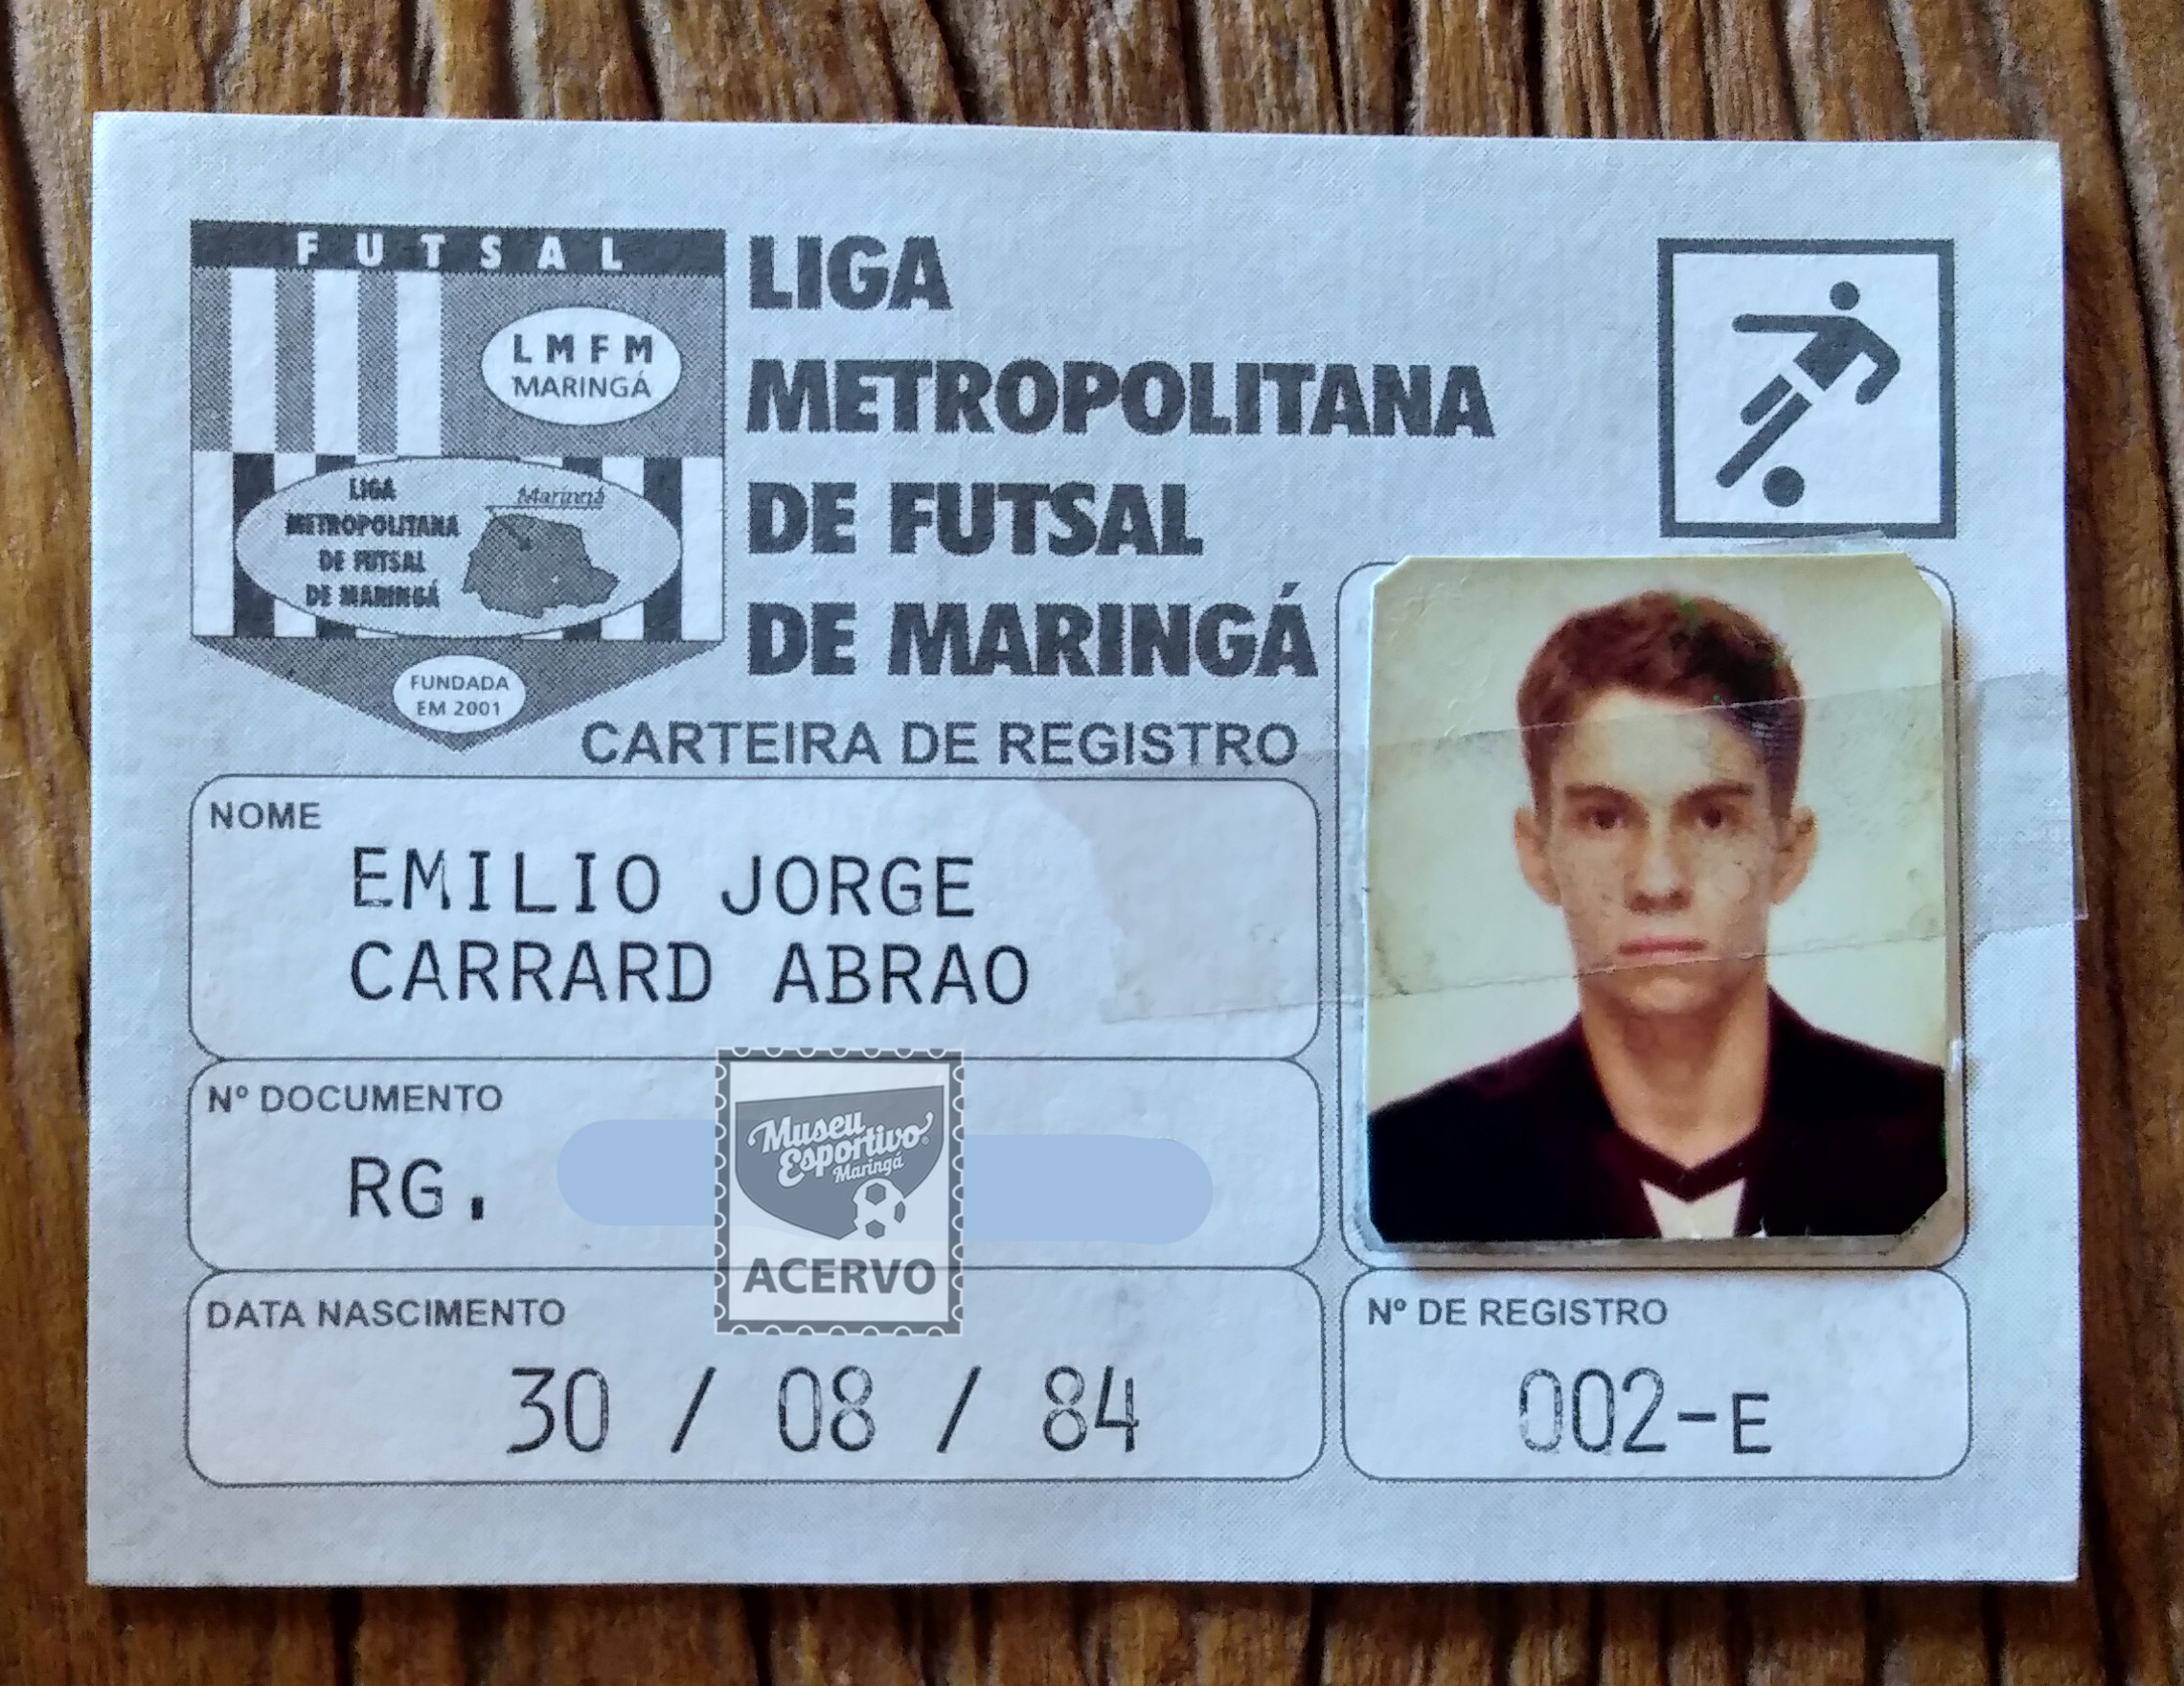 FUTSAL
LMFM
MARINGÁ
LIGA
METROPOLITANA
DE FUTSAL
DE MARINGÁ
Maringá
FUNDADA
EM 2001
LIGA
METROPOLITANA
DE FUTSAL
DE MARINGÁ
CARTEIRA DE REGISTRO
NOME
EMILIO JORGE
CARRARD ABRAO
Nº DOCUMENTO
RG.
Museu
Esportivo
Maringá
ACERVO
DATA NASCIMENTO
30 / 08 / 84
Nº DE REGISTRO
002-E